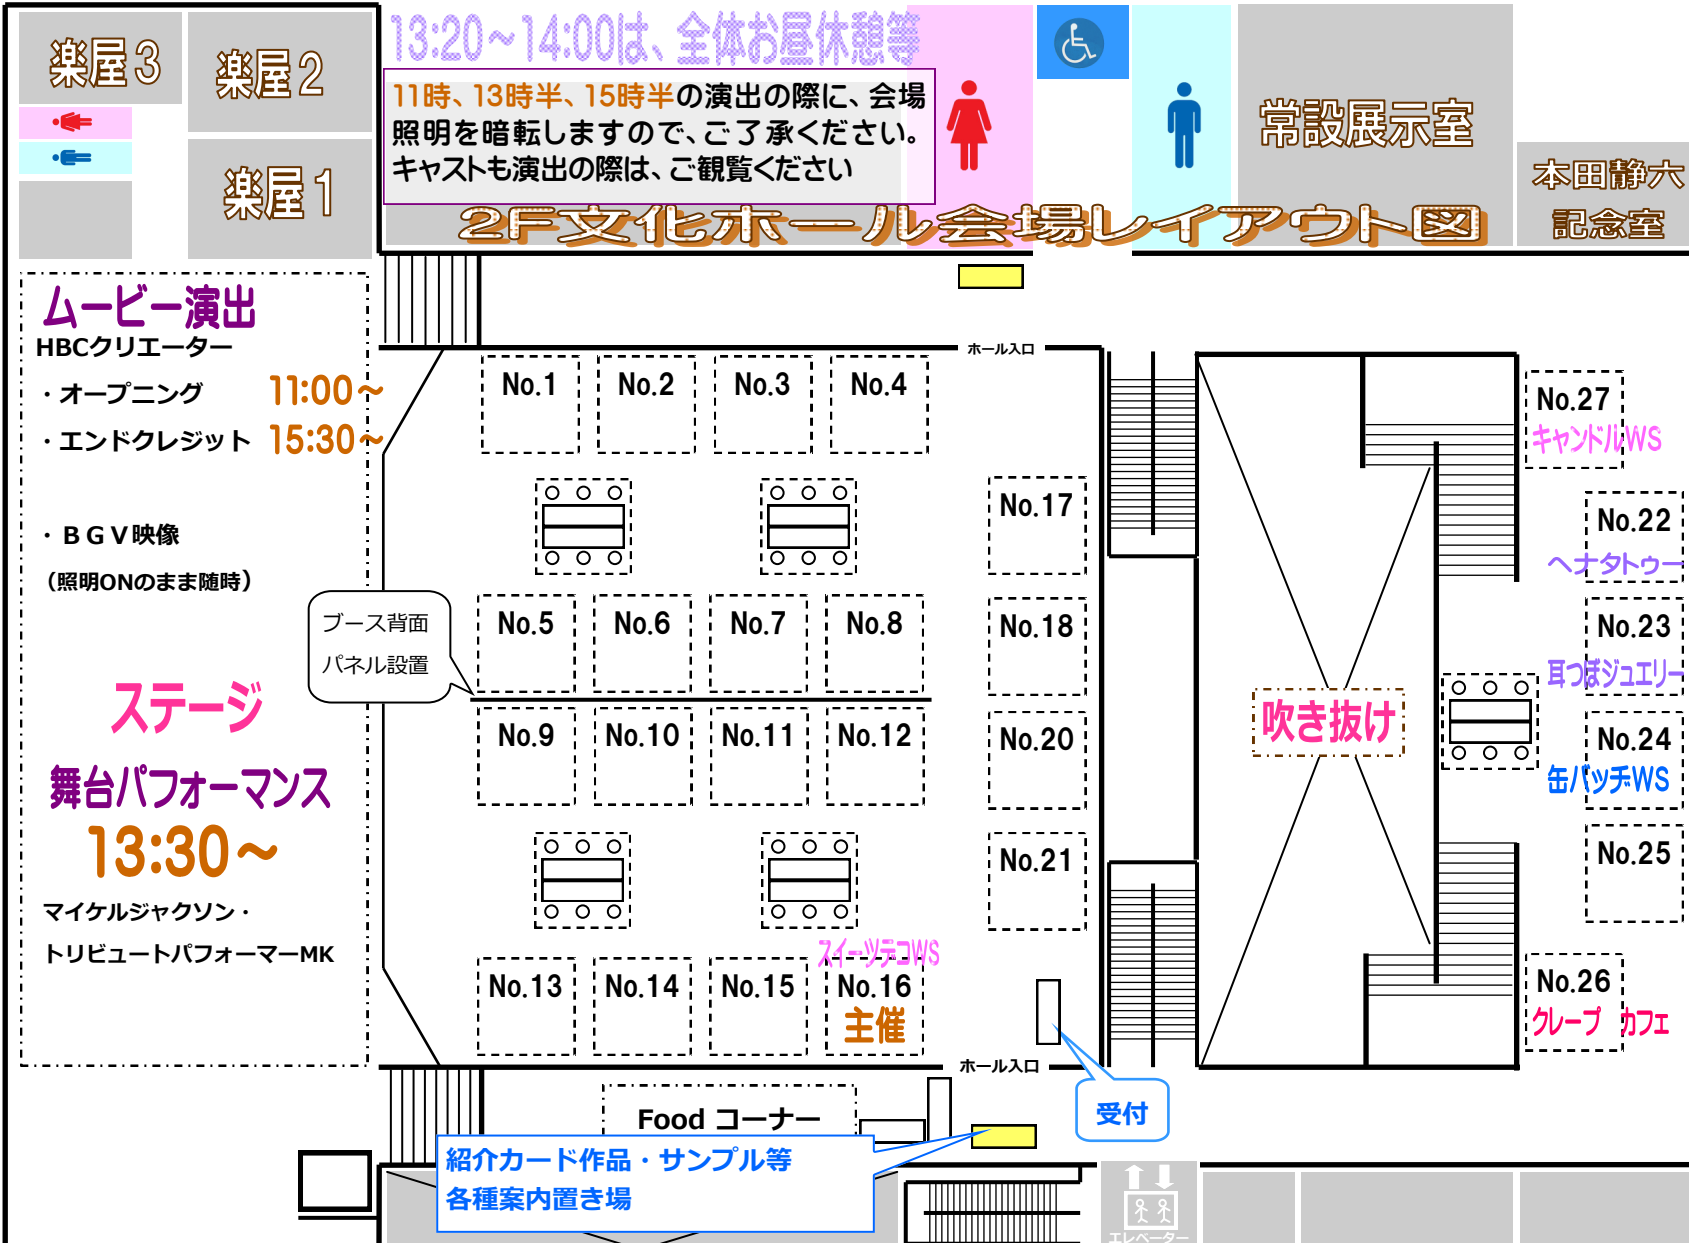 楽屋3
楽屋2
楽屋1
13:20～14:00は、全体お昼休憩等
11時、13時半、15時半の演出の際に、会場
照明を暗転しますので、ご了承ください。
キャストも演出の際は、ご観覧ください
常設展示室
本田静六
記念室
2F文化ホール会場レイアウト図
ムービー演出
HBCクリエーター
・オープニング 11:00～
・エンドクレジット 15:30～
・ＢＧＶ映像
（照明ONのまま随時）
ステージ
舞台パフォーマンス
13:30～
マイケルジャクソン・
トリビュートパフォーマーMK
ブース背面
パネル設置
ホール入口
No.1
No.2
No.3
No.4
No.17
No.5
No.6
No.7
No.8
No.18
No.9
No.10
No.11
No.12
No.20
No.21
スイーツデコWS
No.13
No.14
No.15
No.16
主催
ホール入口
受付
Food コーナー
紹介カード作品・サンプル等
各種案内置き場
エレベーター
吹き抜け
No.27
キャンドルWS
No.22
ヘナタトゥー
No.23
耳つぼジュエリー
No.24
缶バッチWS
No.25
No.26
クレープ カフェ